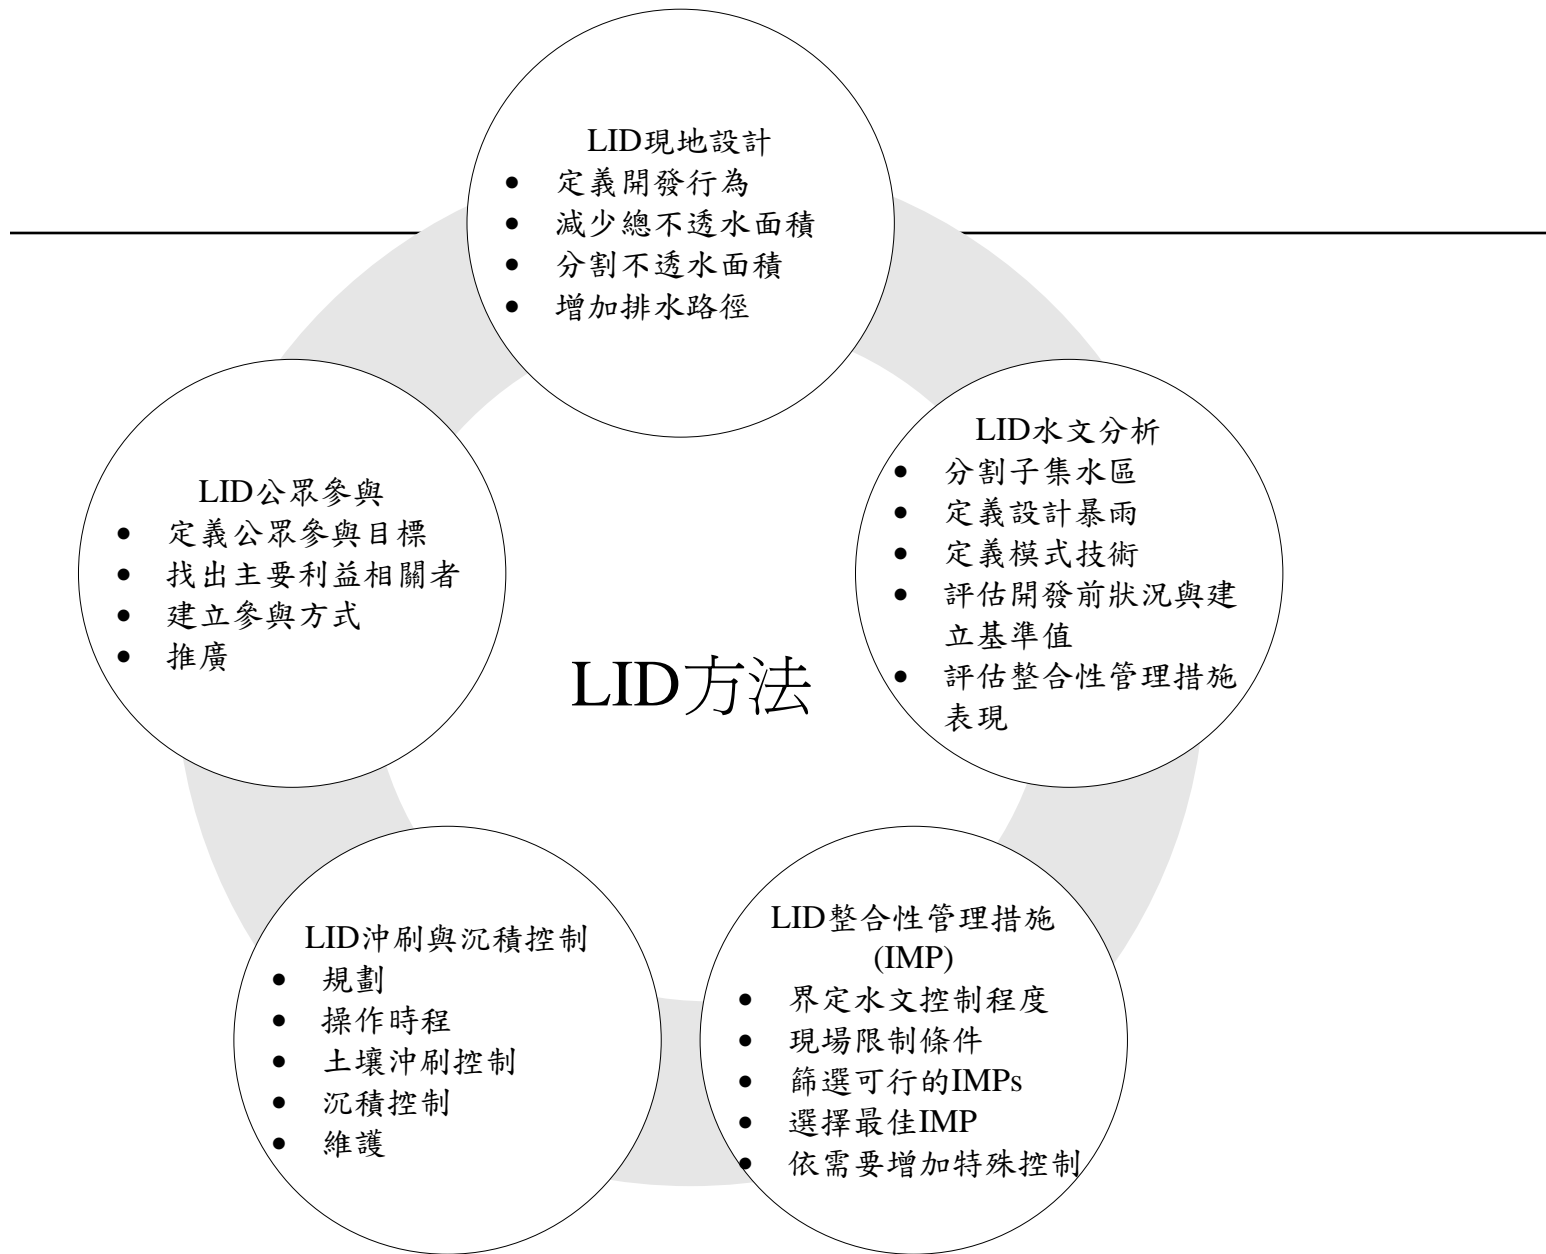 LID現地設計
• 定義開發行為
• 減少總不透水面積
• 分割不透水面積
• 增加排水路徑
LID水文分析
• 分割子集水區
• 定義設計暴雨
• 定義模式技術
• 評估開發前狀況與建
立基準值
• 評估整合性管理措施
表現
LID整合性管理措施
(IMP)
• 界定水文控制程度
• 現場限制條件
• 篩選可行的IMPs
• 選擇最佳IMP
• 依需要增加特殊控制
LID沖刷與沉積控制
• 規劃
• 操作時程
• 土壤沖刷控制
• 沉積控制
• 維護
LID公眾參與
• 定義公眾參與目標
• 找出主要利益相關者
• 建立參與方式
• 推廣
LID方法